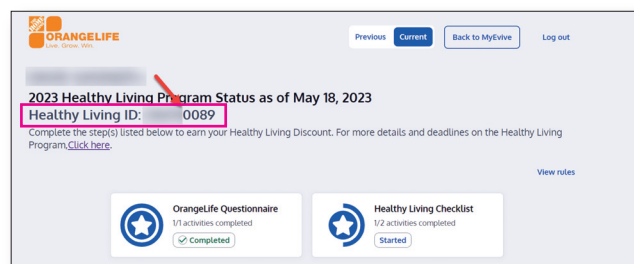 ORANGELIFE
Live. Grow. Win.
Previous Current Back to MyEvive Log out
2023 Healthy Living Program Status as of May 18, 2023
Healthy Living ID: 0089
Complete the step(s) listed below to earn your Healthy Living Discount. For more details and deadlines on the Healthy Living
Program,Click here.
View rules
OrangeLife Questionnaire
1/1 activities completed
Completed
Healthy Living Checklist
1/2 activities completed
Started